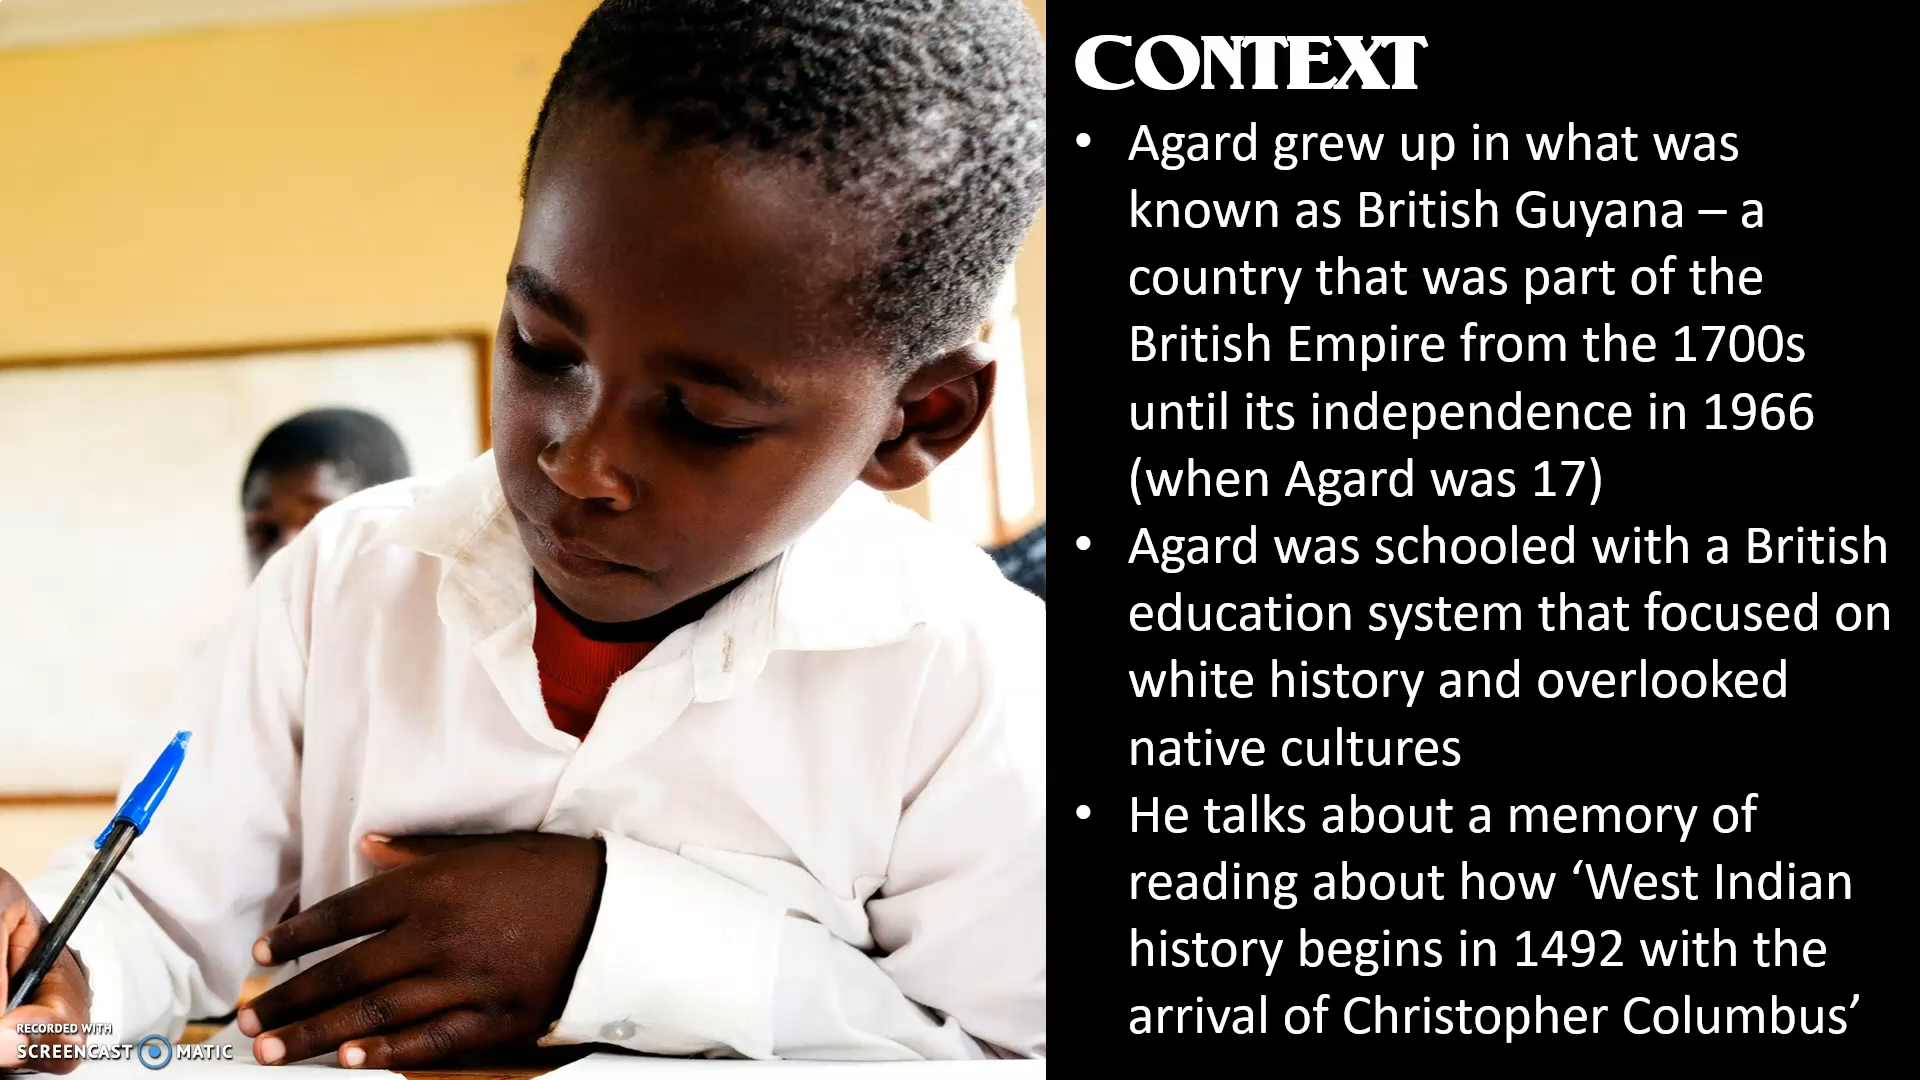 CONTEXT
• Agard grew up in what was
known as British Guyana – a
country that was part of the
British Empire from the 1700s
until its independence in 1966
(when Agard was 17)
• Agard was schooled with a British
education system that focused on
white history and overlooked
native cultures
• He talks about a memory of
reading about how ‘West Indian
history begins in 1492 with the
arrival of Christopher Columbus’
RECORDED WITH
SCREENCAST MATIC